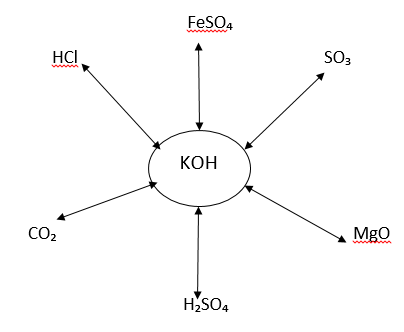 FeSO₄
HCl
SO₃
KOH
CO₂
MgO
H₂SO₄